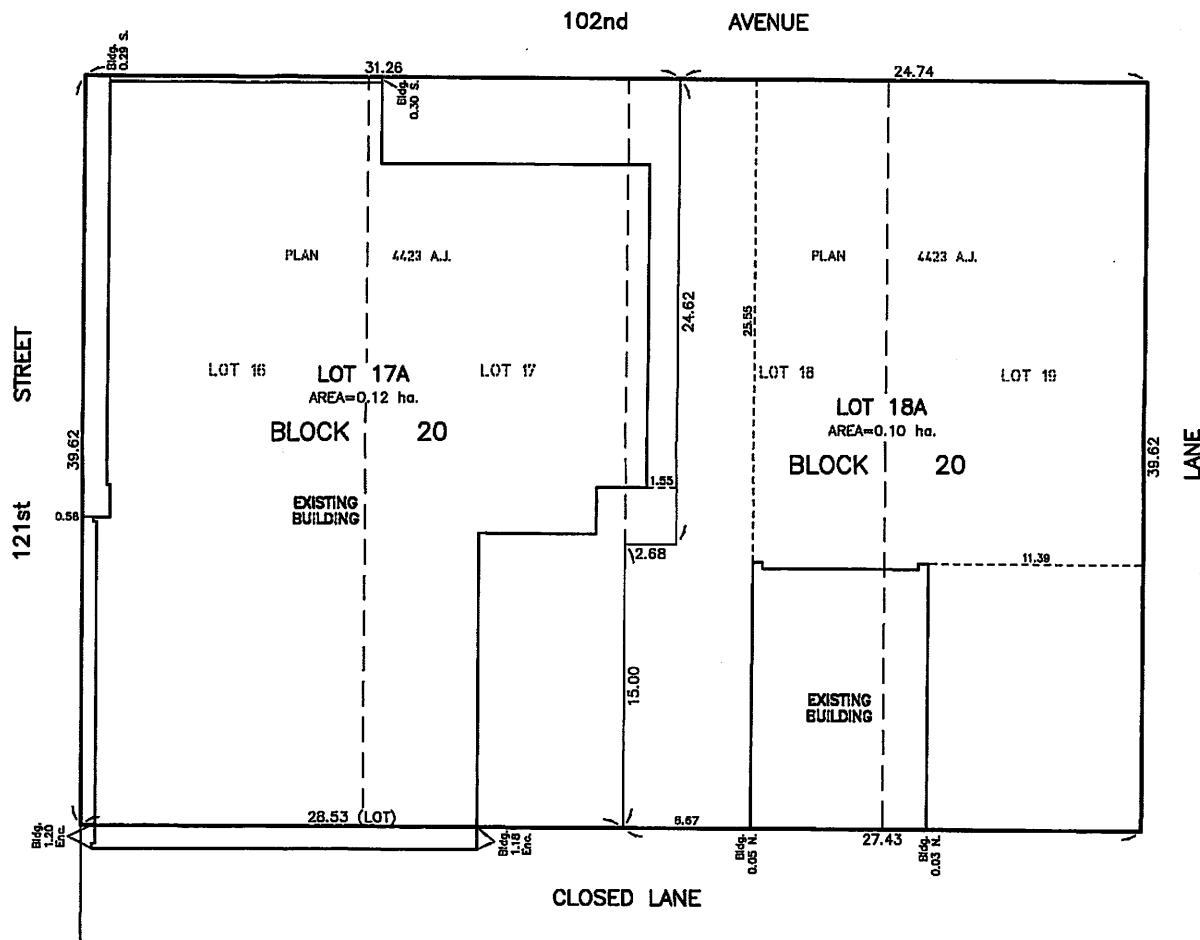 102nd AVENUE
Bldg.
0.29 S.
31.26
24.74
Bldg.
0.30 S.
PLAN 4423 A.J.
PLAN 4423 A.J.
24.62
25.55
121st STREET
39.62
LOT 16
LOT 17A
LOT 17
AREA=0.12 ha.
BLOCK 20
LOT 18
LOT 19
LOT 18A
AREA=0.10 ha.
BLOCK 20
39.62
LANE
1.55
EXISTING
BUILDING
0.58
2.68
11.39
15.00
EXISTING
BUILDING
28.53 (LOT)
6.67
27.43
Bldg.
1.20
Enc.
Bldg.
1.18
Enc.
Bldg.
0.05 N.
Bldg.
0.03 N.
CLOSED LANE